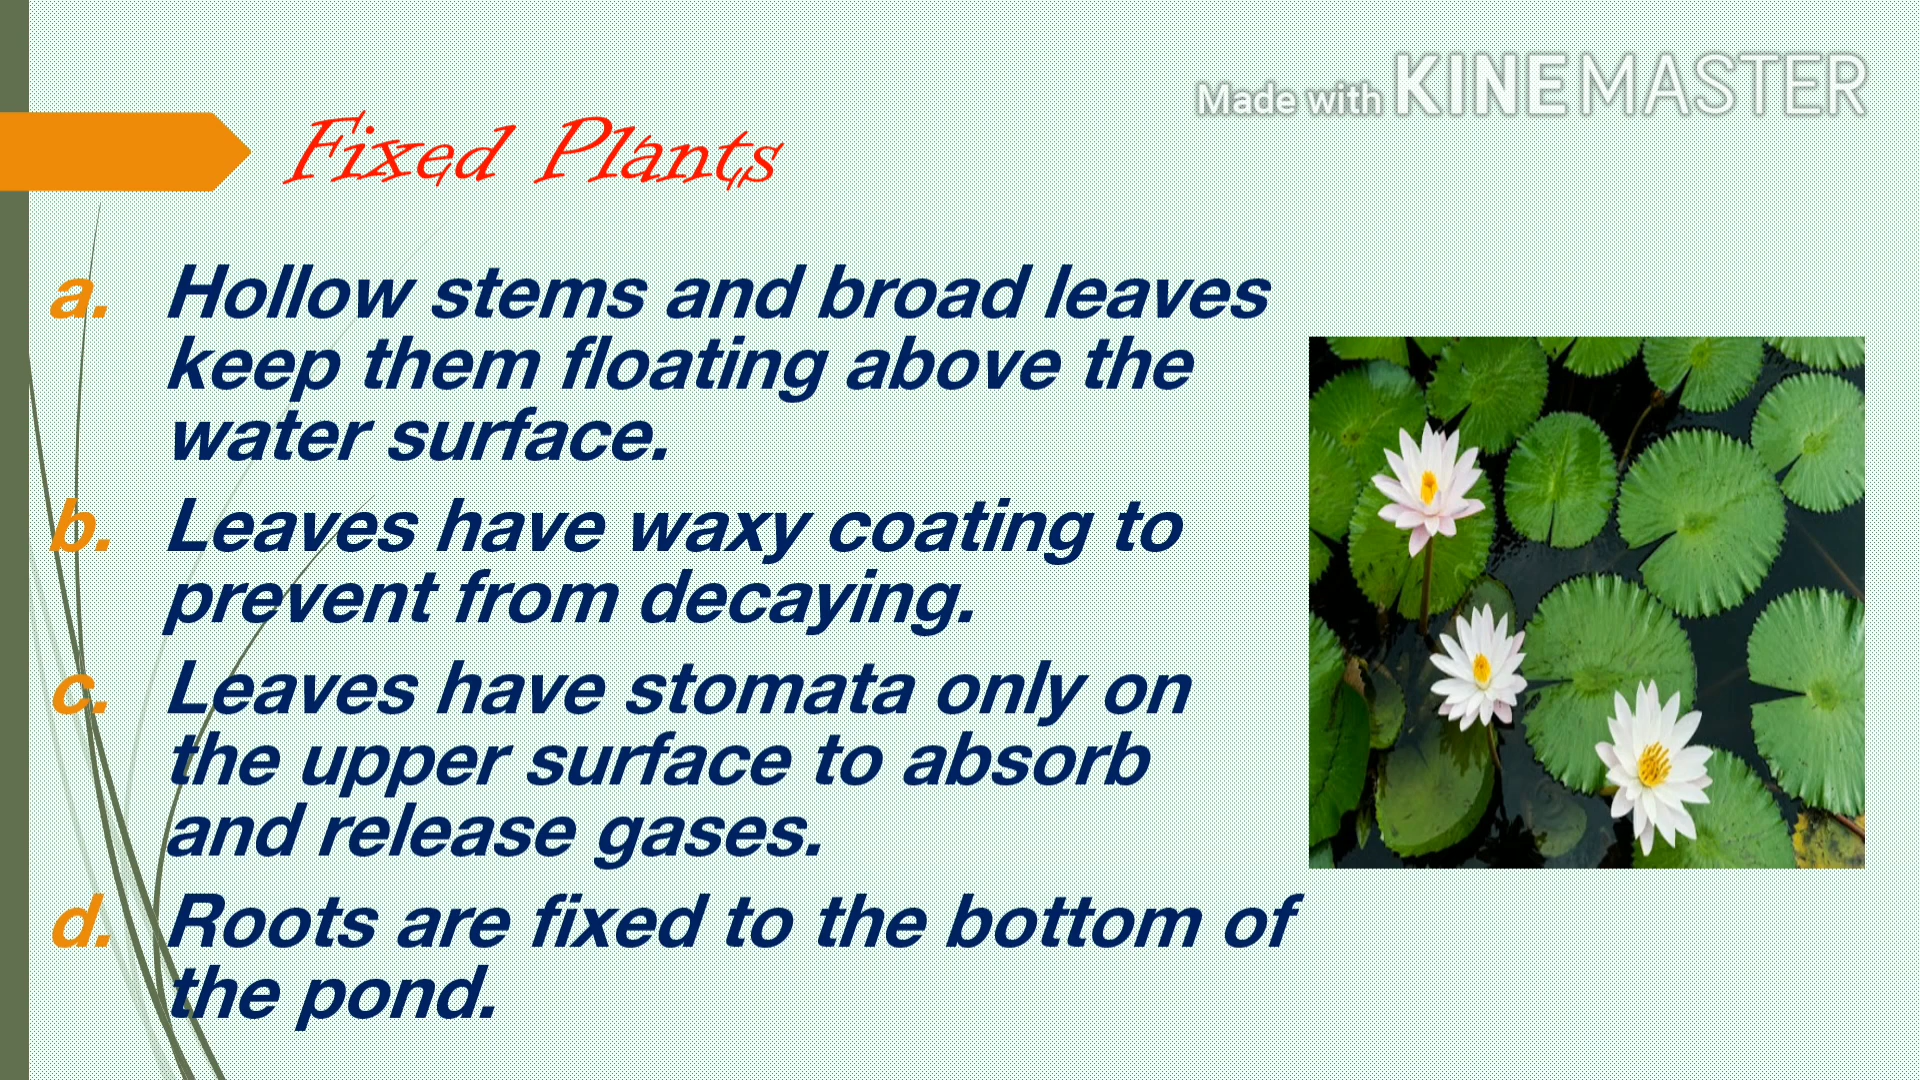 Made with KINEMASTER
Fixed Plants
a. Hollow stems and broad leaves
keep them floating above the
water surface.
b. Leaves have waxy coating to
prevent from decaying.
c. Leaves have stomata only on
the upper surface to absorb
and release gases.
d. Roots are fixed to the bottom of
the pond.